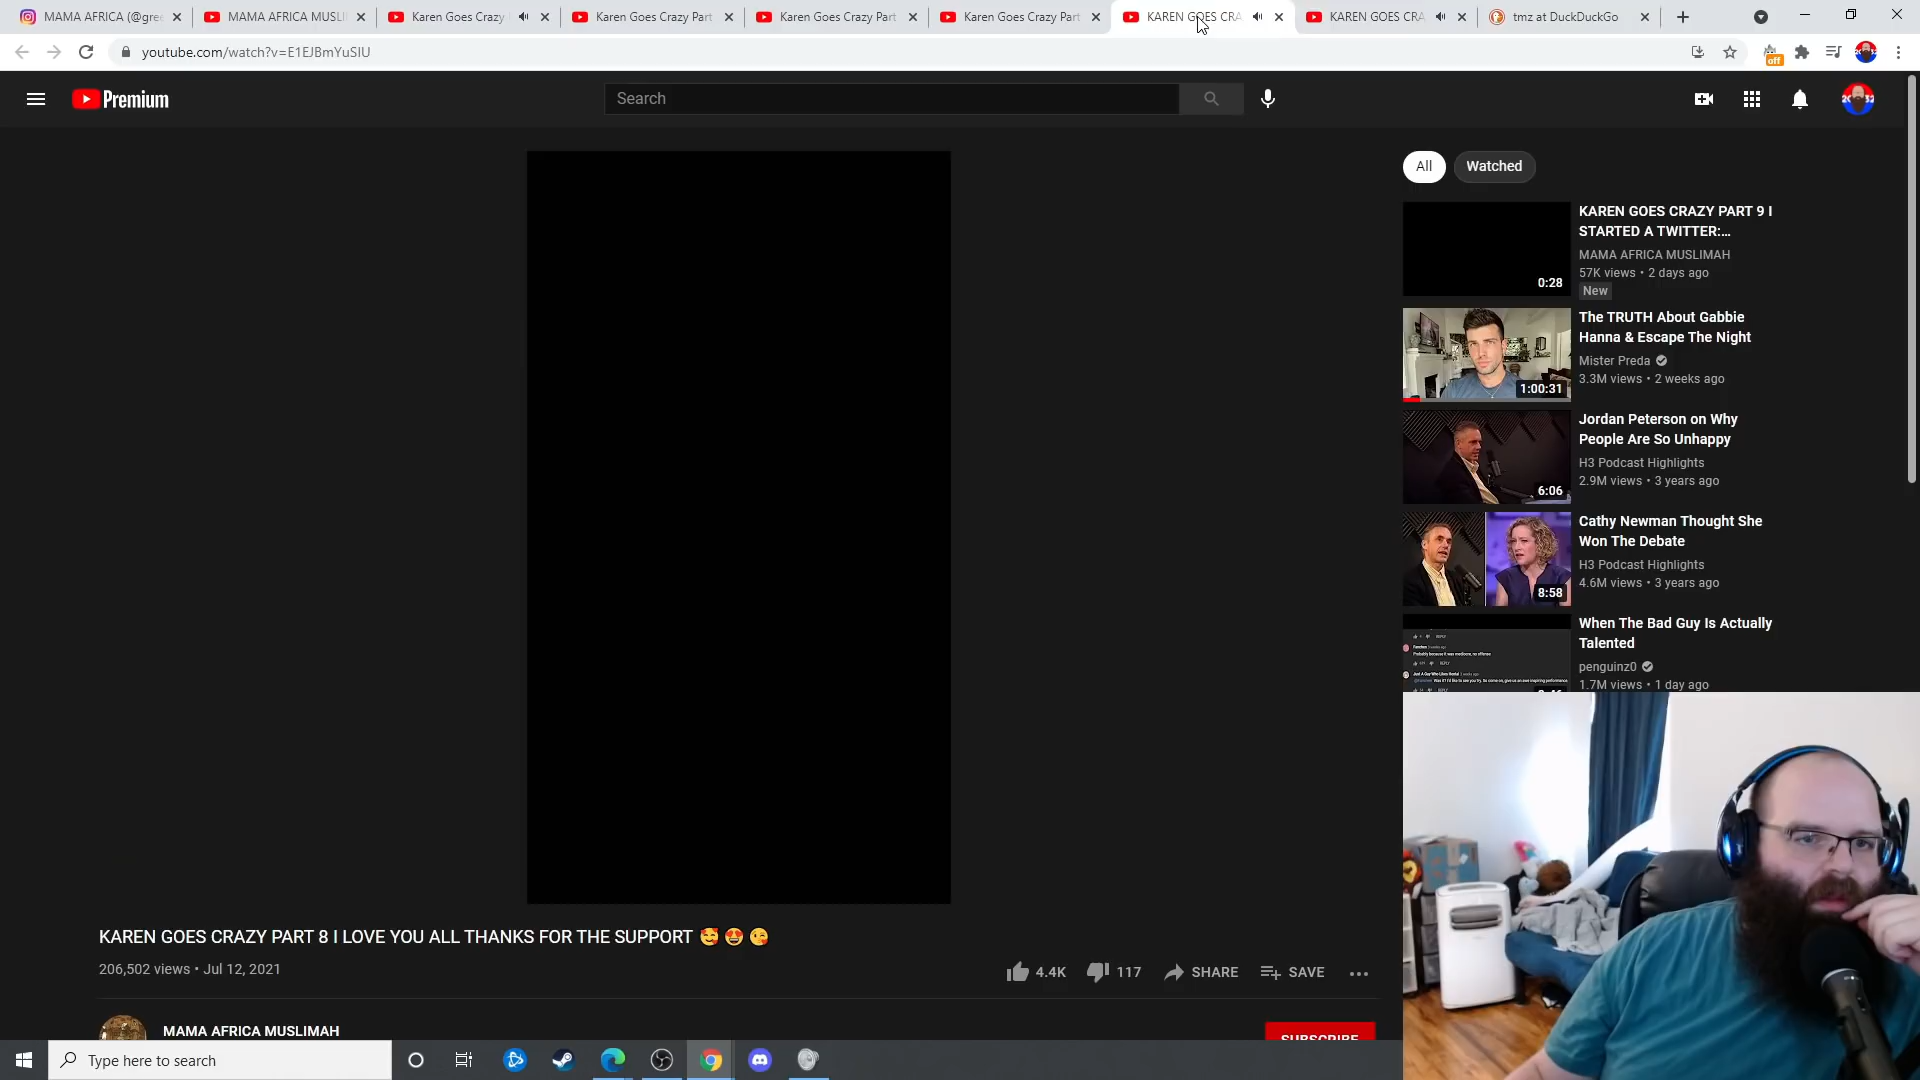 MAMA AFRICA (@gre
MAMA AFRICA MUSLI
Karen Goes Crazy
Karen Goes Crazy Part
Karen Goes Crazy Part
Karen Goes Crazy Part
KAREN GOES CRA
KAREN GOES CRA
tmz at DuckDuckGo
youtube.com/watch?v=E1EJBmYuSIU
off
Premium
Search
All
Watched
KAREN GOES CRAZY PART 9 I
STARTED A TWITTER:...
MAMA AFRICA MUSLIMAH
57K views • 2 days ago
New
0:28
The TRUTH About Gabbie
Hanna & Escape The Night
Mister Preda
3.3M views • 2 weeks ago
1:00:31
Jordan Peterson on Why
People Are So Unhappy
H3 Podcast Highlights
2.9M views • 3 years ago
6:06
Cathy Newman Thought She
Won The Debate
H3 Podcast Highlights
4.6M views • 3 years ago
8:58
When The Bad Guy Is Actually
Talented
penguinz0
1.7M views • 1 day ago
KAREN GOES CRAZY PART 8 I LOVE YOU ALL THANKS FOR THE SUPPORT 🥰 😍 😘
206,502 views • Jul 12, 2021
4.4K
117
SHARE
SAVE
MAMA AFRICA MUSLIMAH
SUBSCRIBE
Type here to search